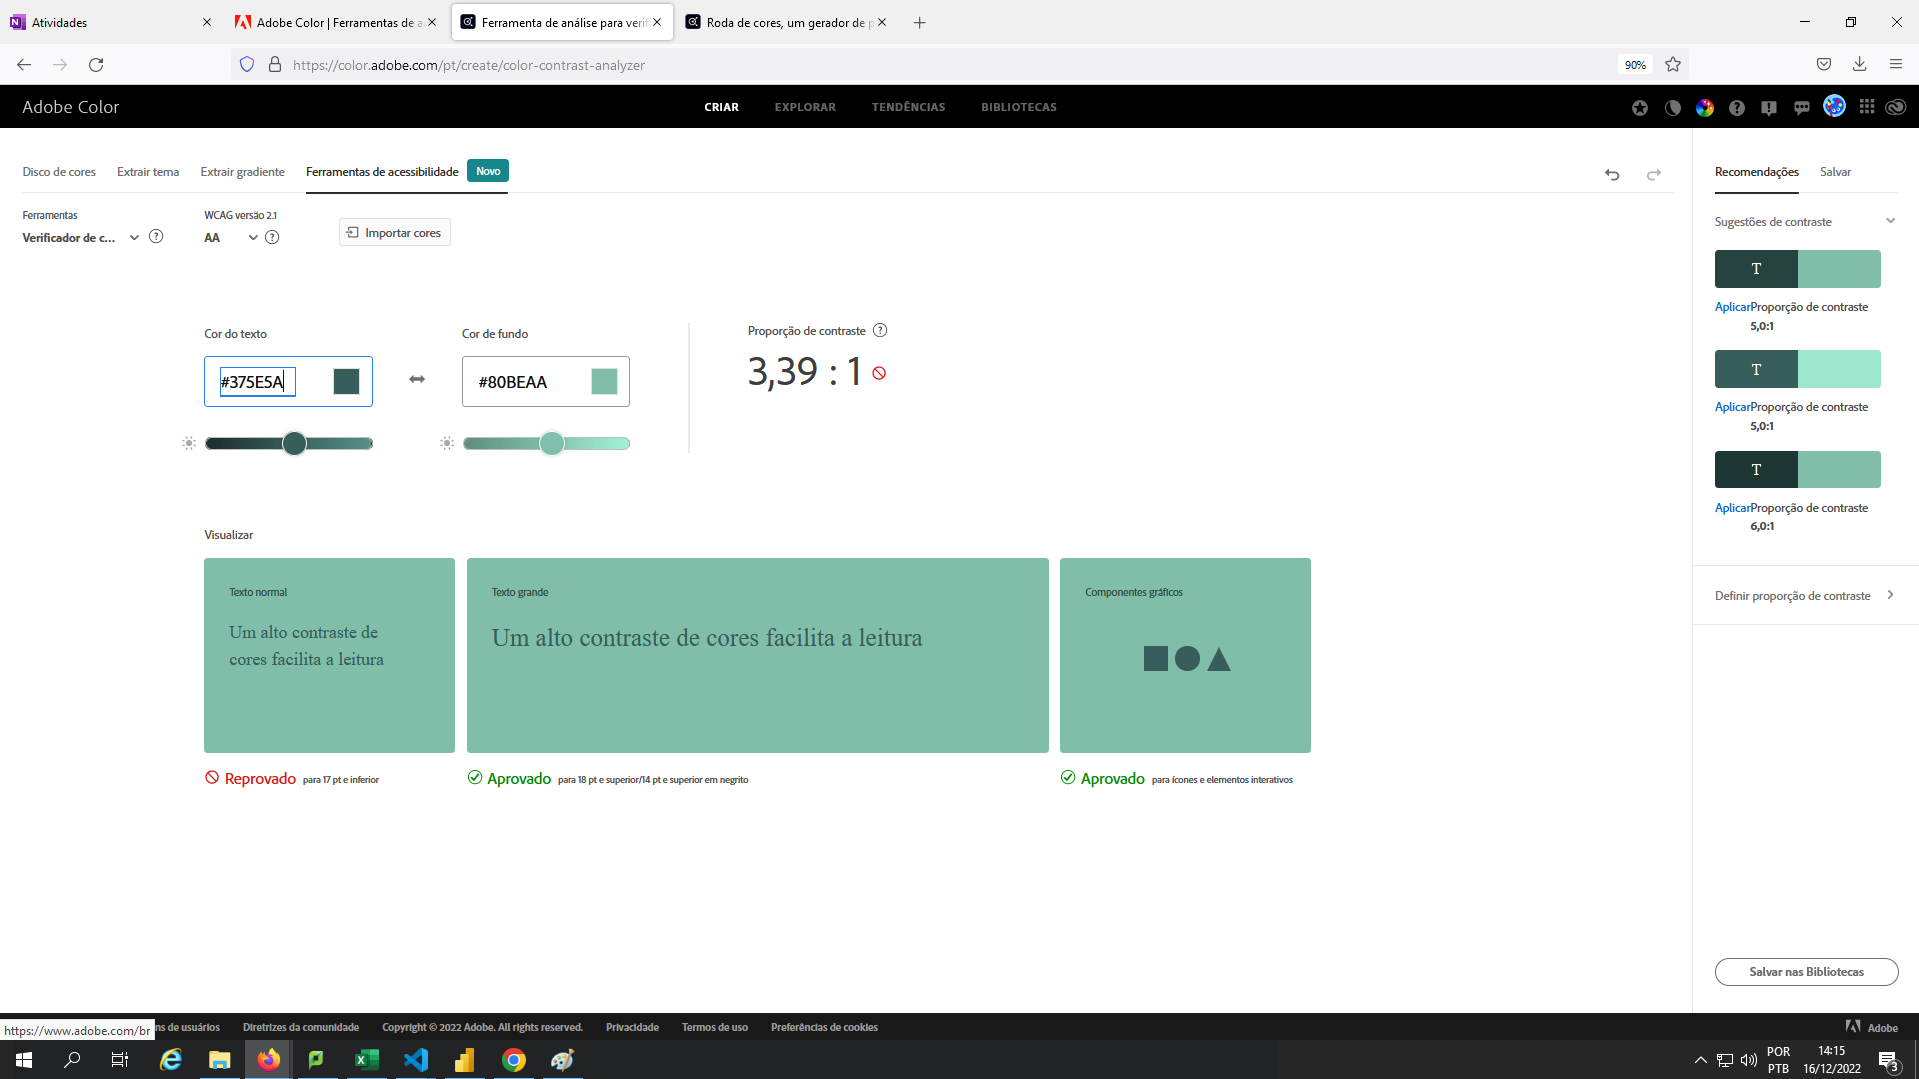 Atividades
Adobe Color | Ferramentas de a
Ferramenta de análise para verif
Roda de cores, um gerador de p
https://color.adobe.com/pt/create/color-contrast-analyzer
90%
Adobe Color
CRIAR
EXPLORAR
TENDÊNCIAS
BIBLIOTECAS
Disco de cores
Extrair tema
Extrair gradiente
Ferramentas de acessibilidade
Novo
Ferramentas
Verificador de c...
WCAG versão 2.1
AA
Importar cores
Cor do texto
#375E5A
Cor de fundo
#80BEAA
Proporção de contraste
3,39 : 1
Visualizar
Texto normal
Um alto contraste de
cores facilita a leitura
Texto grande
Um alto contraste de cores facilita a leitura
Componentes gráficos
Reprovado para 17 pt e inferior
Aprovado para 18 pt e superior/14 pt e superior em negrito
Aprovado para ícones e elementos interativos
Recomendações
Salvar
Sugestões de contraste
T
AplicarProporção de contraste
5,0:1
T
AplicarProporção de contraste
5,0:1
T
AplicarProporção de contraste
6,0:1
Definir proporção de contraste
Salvar nas Bibliotecas
https://www.adobe.com/br
ns de usuários
Diretrizes da comunidade
Copyright © 2022 Adobe. All rights reserved.
Privacidade
Termos de uso
Preferências de cookies
Adobe
POR
PTB
14:15
16/12/2022
3